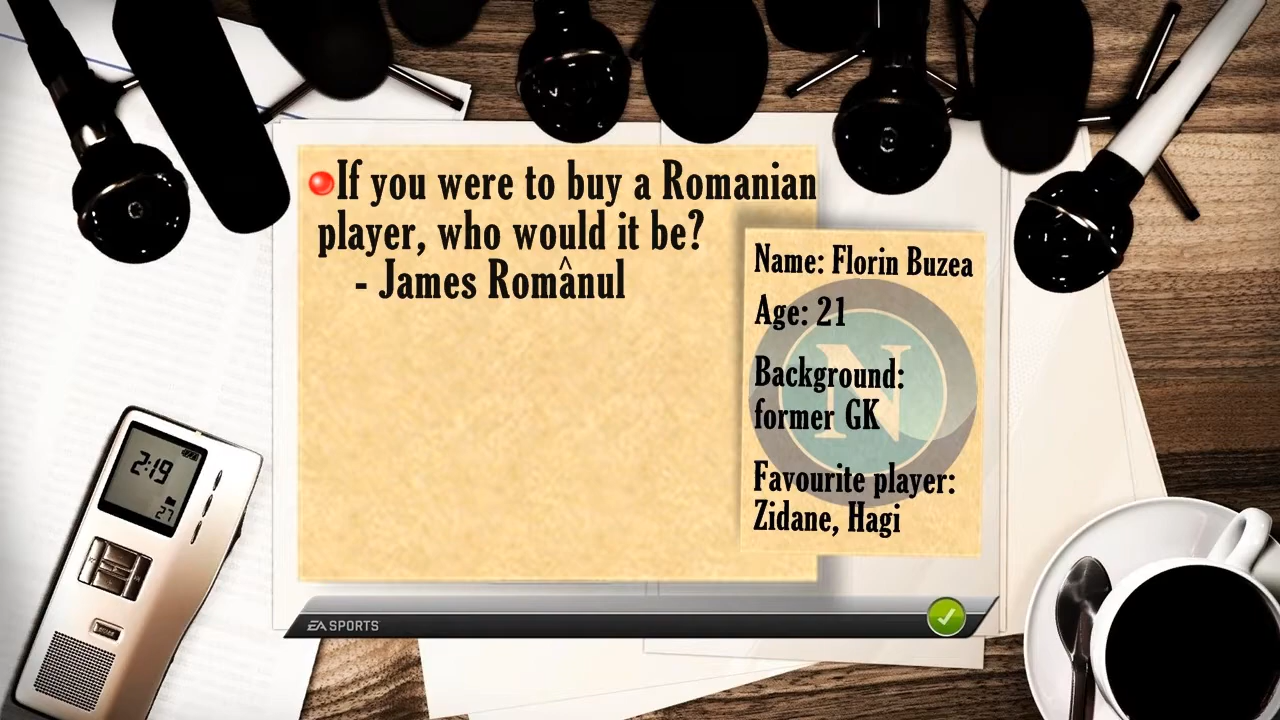 If you were to buy a Romanian
player, who would it be?
- James Românul
Name: Florin Buzea
Age: 21
Background:
former GK
Favourite player:
Zidane, Hagi
N
2:19
27
EA SPORTS